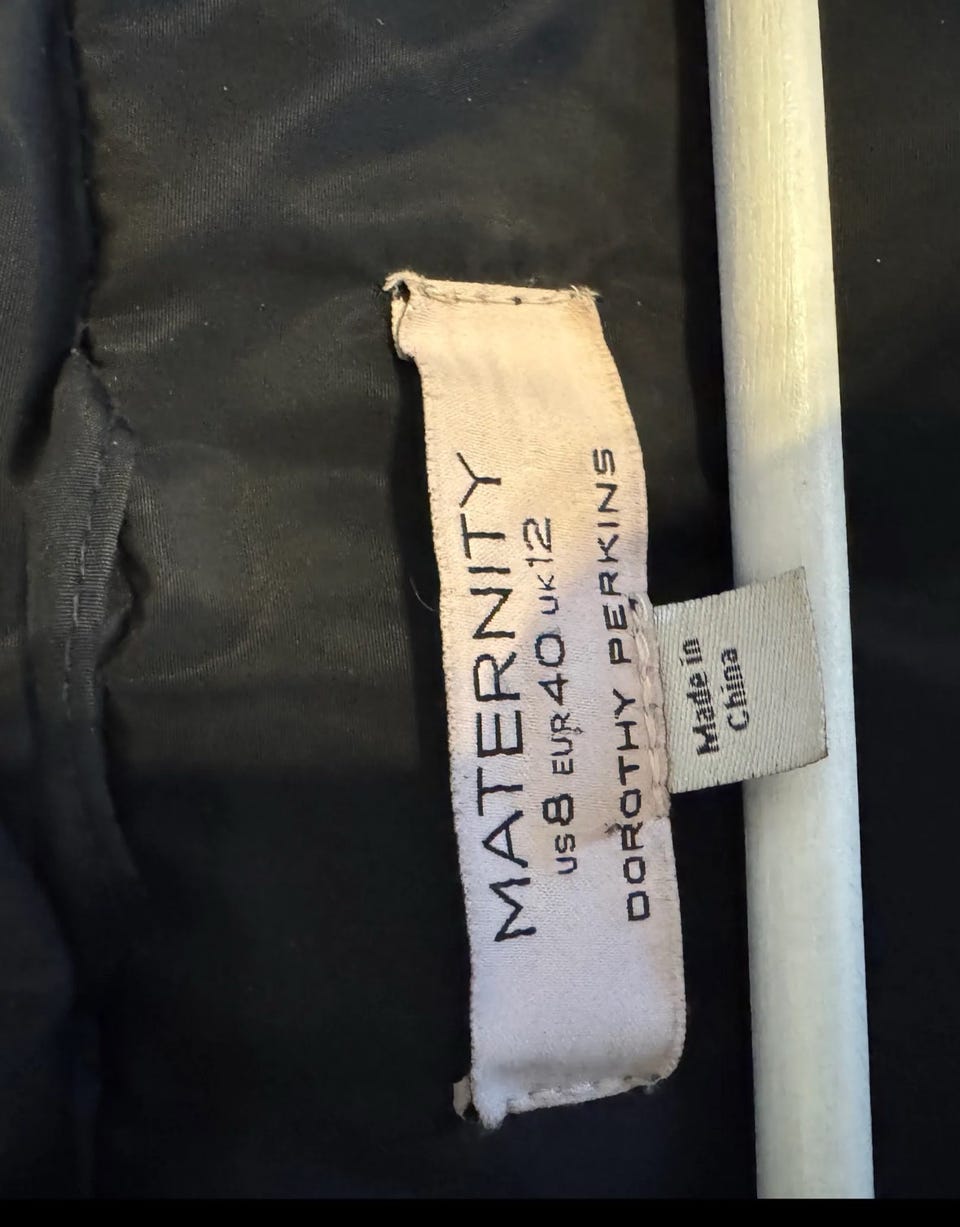 MATERNITY
US8 EUR40 UK12
DOROTHY PERKINS
Made in
China